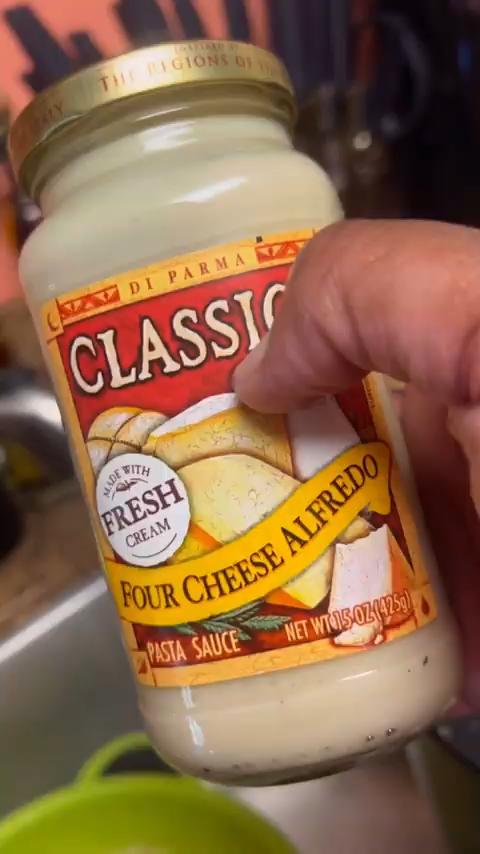 THE REGIONS OF
DI PARMA
CLASSIC
MADE WITH
FRESH
CREAM
FOUR CHEESE ALFREDO
PASTA SAUCE
NET WT 15 OZ (425g)